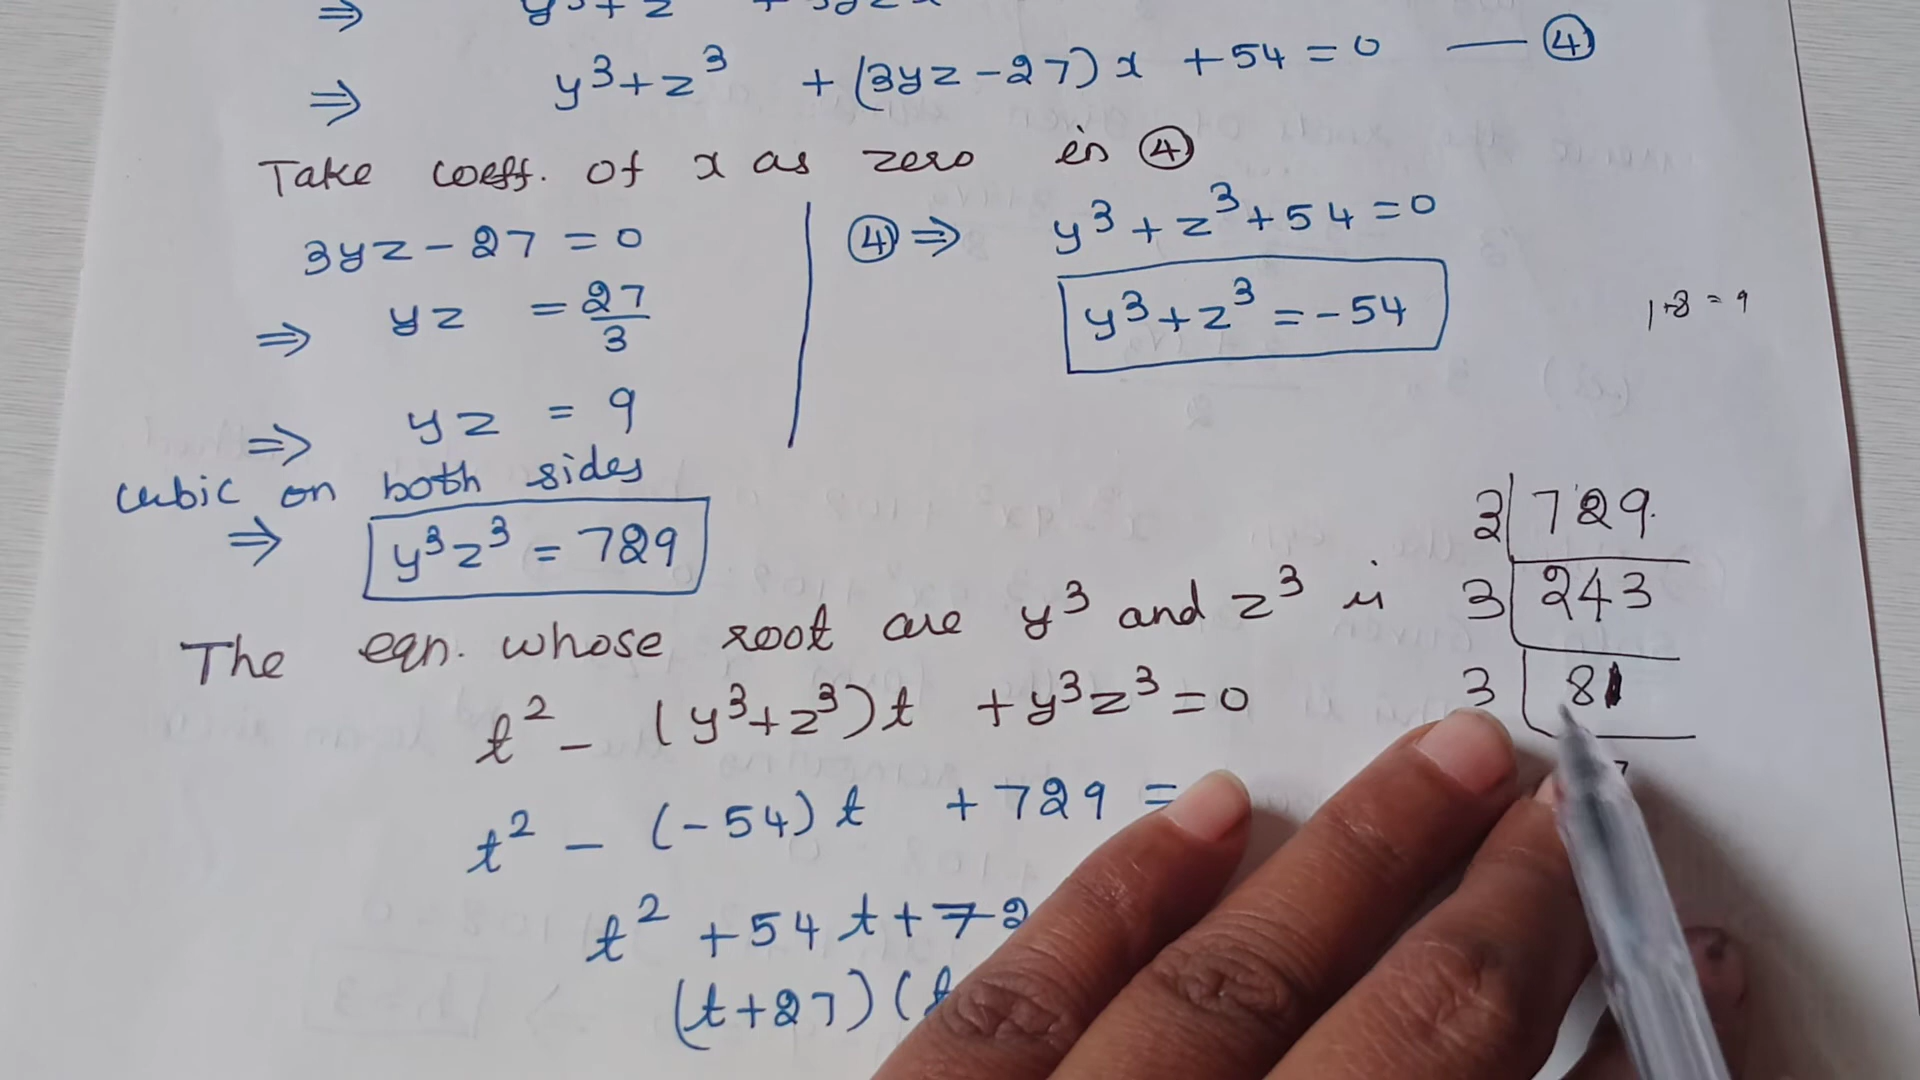 ⇒ y³ + z
⇒ y³ + z³ + (3yz - 27) x + 54 = 0 — ④
Take coeff. of x as zero in ④
3yz - 27 = 0
⇒ yz = 27/3
⇒ yz = 9
cubic on both sides
⇒ y³z³ = 729
④ ⇒ y³ + z³ + 54 = 0
y³ + z³ = -54
1+8 = 9
The eqn. whose root are y³ and z³ is
t² - (y³ + z³) t + y³z³ = 0
t² - (-54) t + 729 =
t² + 54 t + 72
(t + 27) (t
3 | 729
3 | 243
3 | 81